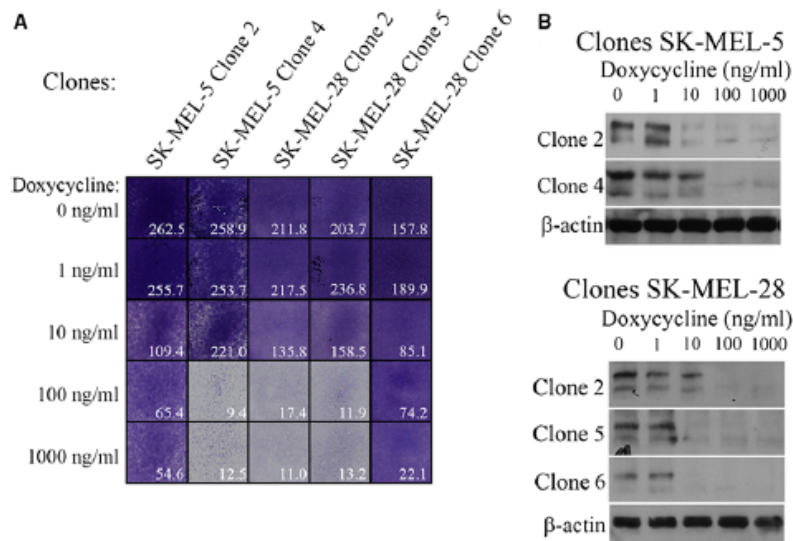 A
Clones:
SK-MEL-5 Clone 2
SK-MEL-5 Clone 4
SK-MEL-28 Clone 2
SK-MEL-28 Clone 5
SK-MEL-28 Clone 6
Doxycycline:
0 ng/ml 262.5 258.9 211.8 203.7 157.8
1 ng/ml 255.7 253.7 217.5 236.8 189.9
10 ng/ml 109.4 221.0 135.8 158.5 85.1
100 ng/ml 65.4 9.4 17.4 11.9 74.2
1000 ng/ml 54.6 12.5 11.0 13.2 22.1
B
Clones SK-MEL-5
Doxycycline (ng/ml)
0 1 10 100 1000
Clone 2
Clone 4
β-actin
Clones SK-MEL-28
Doxycycline (ng/ml)
0 1 10 100 1000
Clone 2
Clone 5
Clone 6
β-actin